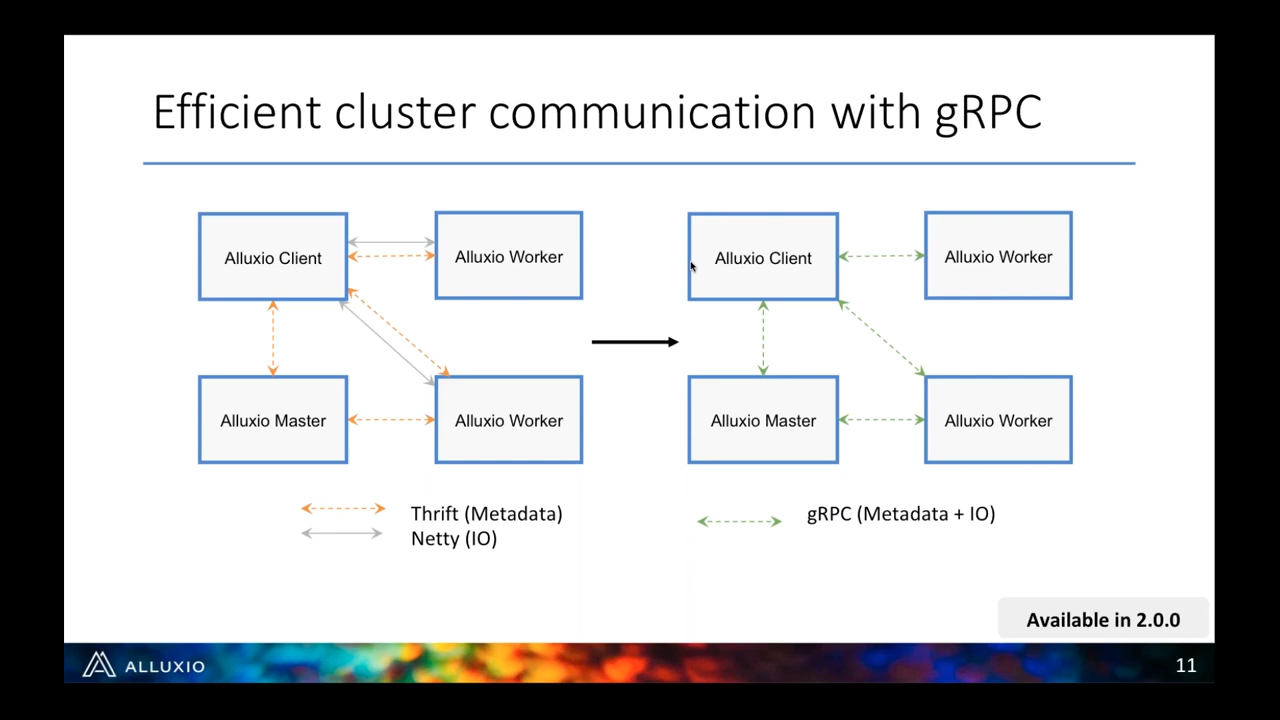 Efficient cluster communication with gRPC
Alluxio Client
Alluxio Worker
Alluxio Client
Alluxio Worker
Alluxio Master
Alluxio Worker
Alluxio Master
Alluxio Worker
Thrift (Metadata)
Netty (IO)
gRPC (Metadata + IO)
Available in 2.0.0
ALLUXIO
11